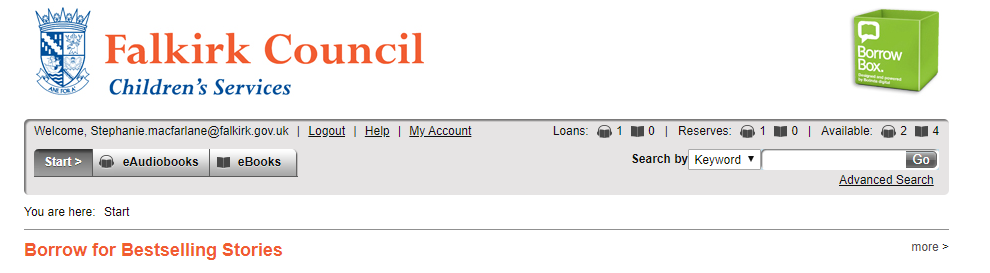 Falkirk Council
Children's Services
ANE FOR A'
Borrow
Box.
Designed and powered
by Bolinda digital
Welcome, Stephanie.macfarlane@falkirk.gov.uk | Logout | Help | My Account Loans: 1 0 | Reserves: 1 0 | Available: 2 4
Start > eAudiobooks eBooks Search by Keyword Go
Advanced Search
You are here: Start
Borrow for Bestselling Stories more >